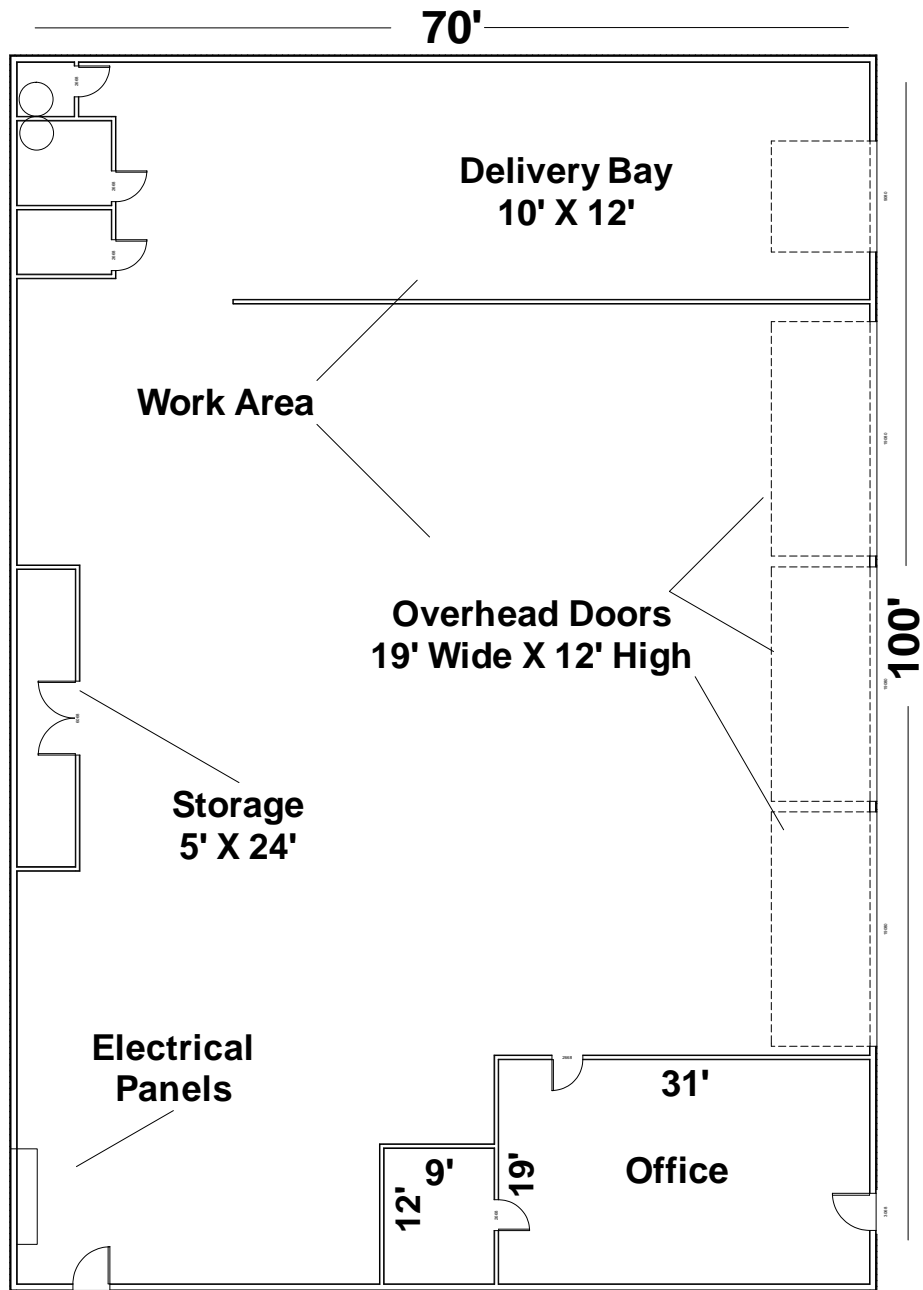 70'
Delivery Bay
10' X 12'
Work Area
Overhead Doors
19' Wide X 12' High
100'
Storage
5' X 24'
Electrical
Panels
31'
9'
12'
19'
Office